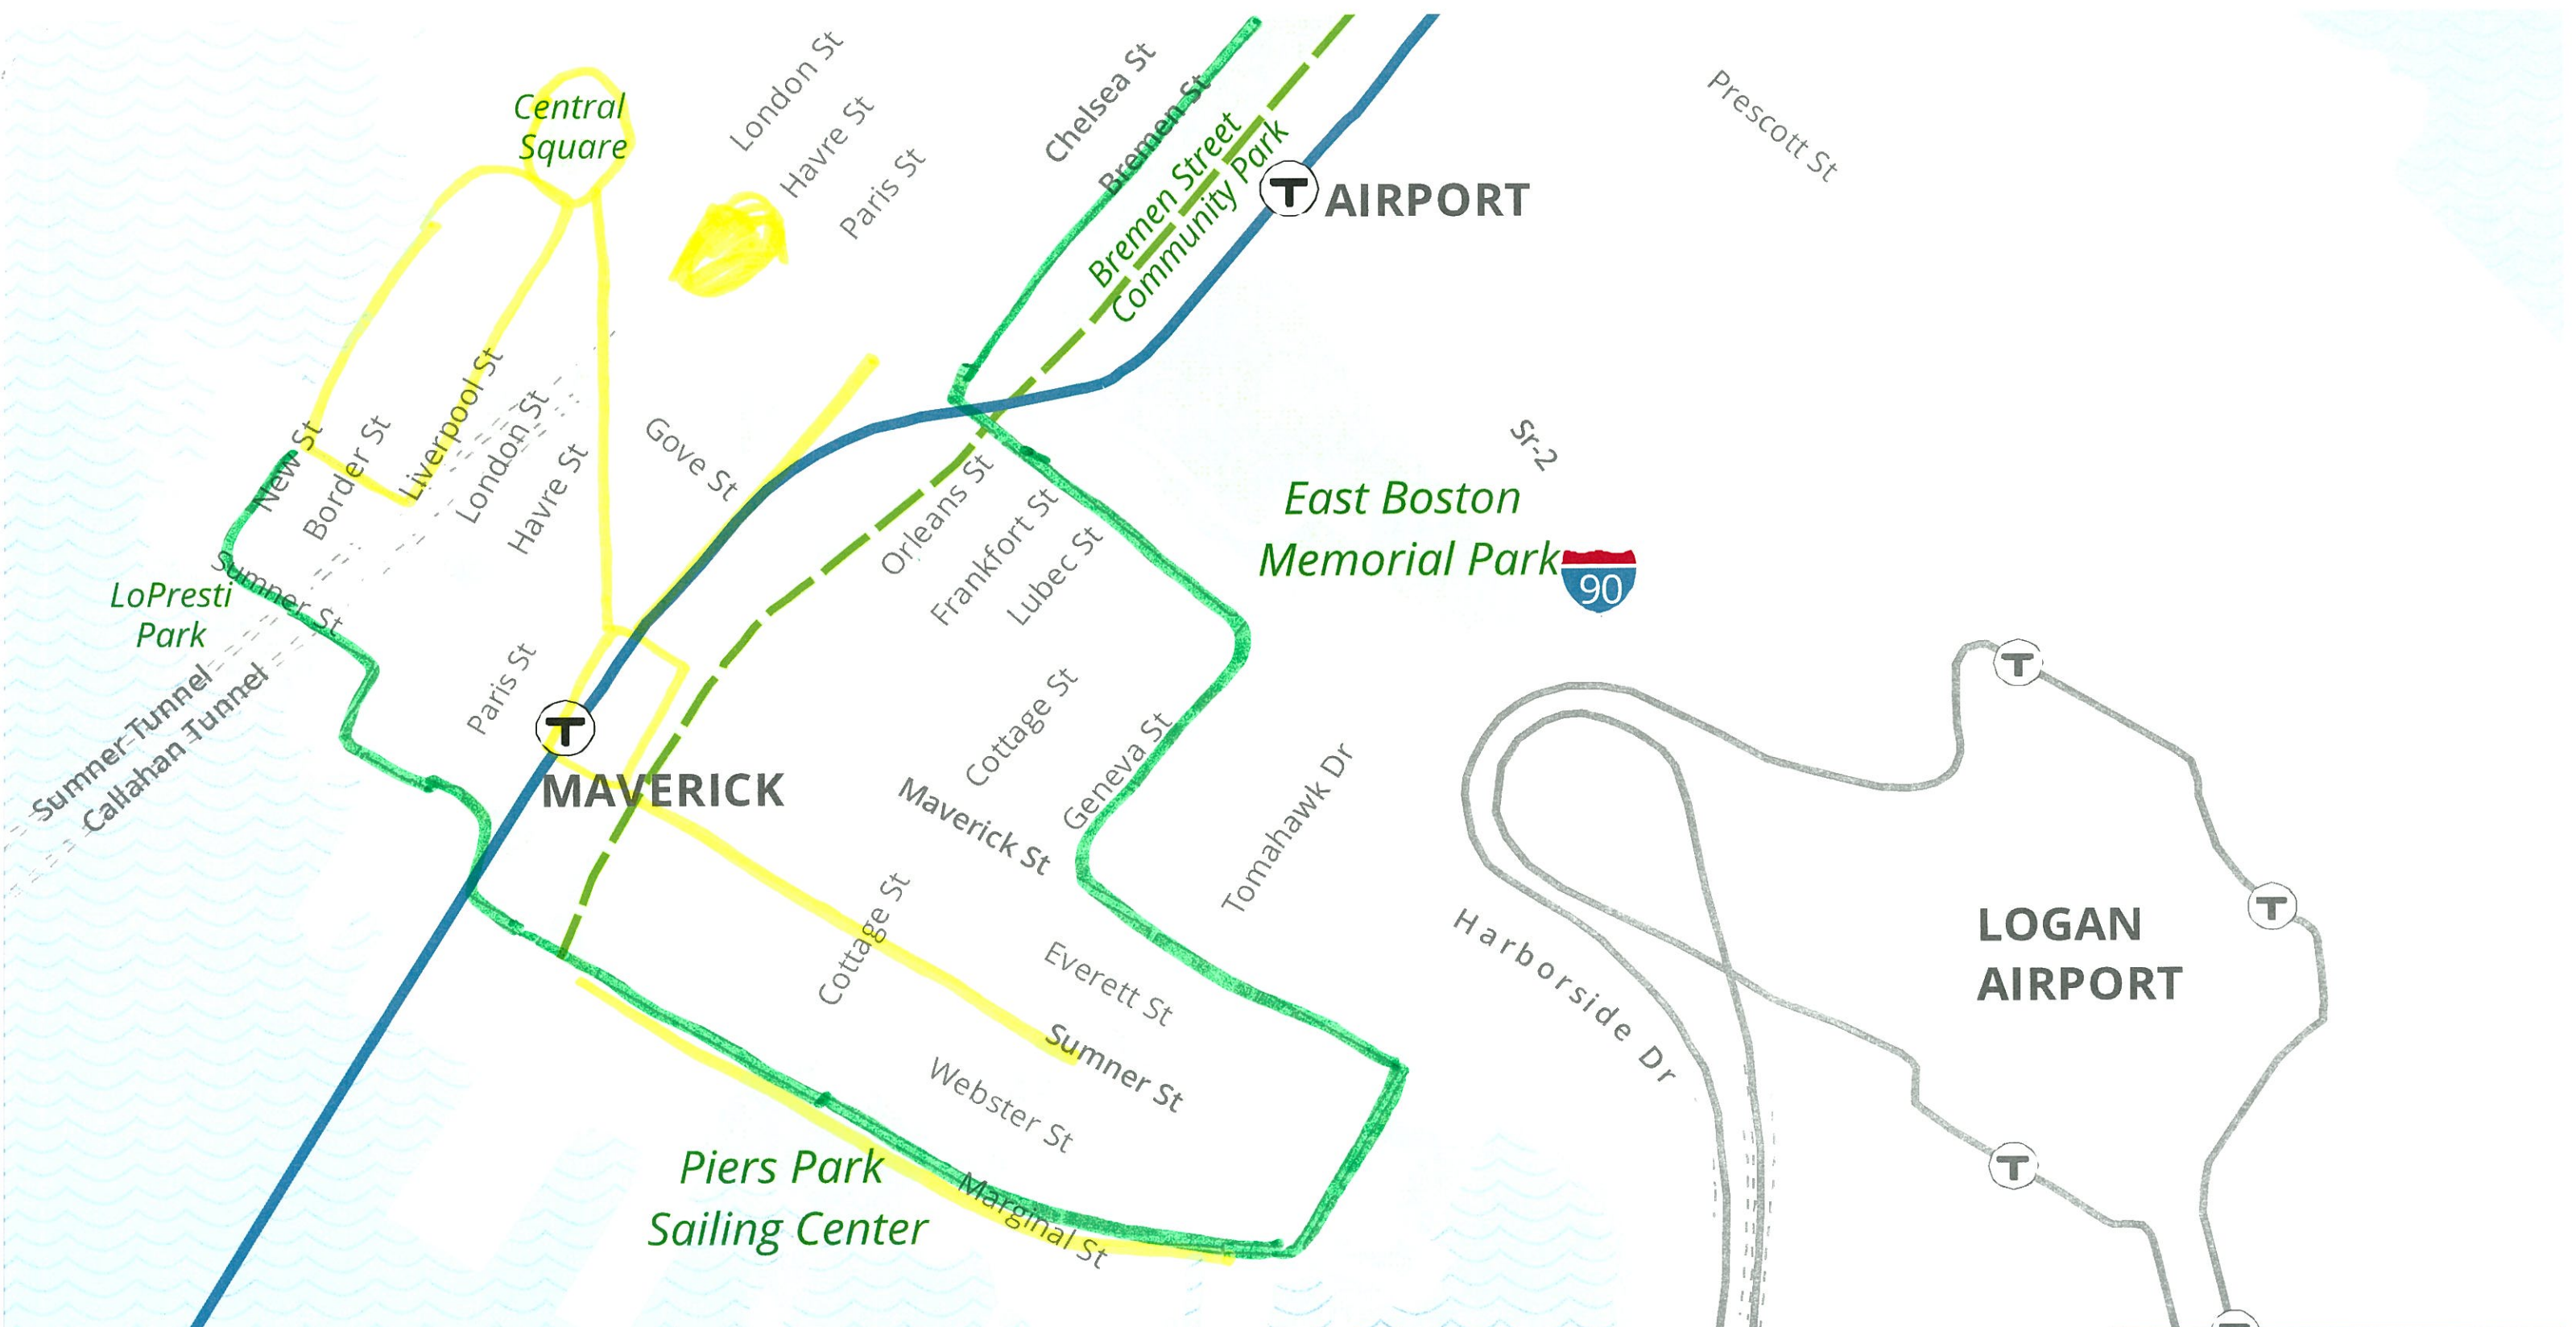 London St
Havre St
Paris St
Chelsea St
Bremen St
Bremen Street
Community Park
Prescott St
Central
Square
T AIRPORT
New St
Border St
Liverpool St
London St
Havre St
Gove St
Orleans St
Frankfort St
Lubec St
Sr-2
East Boston
Memorial Park
90
Sumner St
LoPresti
Park
Sumner Tunnel
Callahan Tunnel
Paris St
T
MAVERICK
Cottage St
Maverick St
Geneva St
Tomahawk Dr
Cottage St
Everett St
Sumner St
Webster St
Marginal St
Piers Park
Sailing Center
Harborside Dr
T
T
LOGAN
AIRPORT
T
T